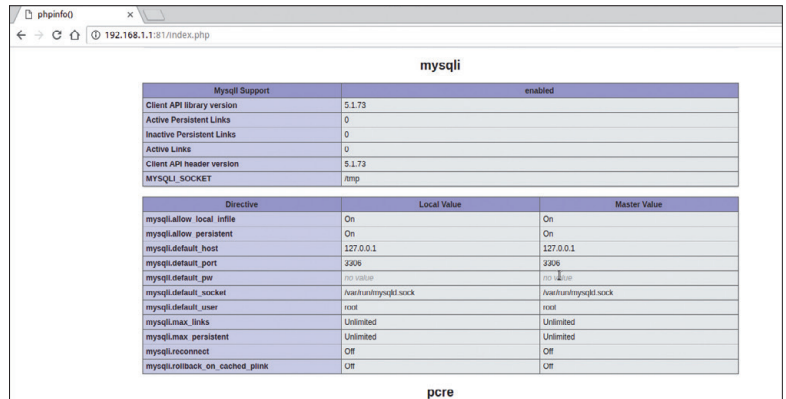 phpinfo()
192.168.1.1:81/index.php
mysqli
MysqlI Support enabled
Client API library version 5.1.73
Active Persistent Links 0
Inactive Persistent Links 0
Active Links 0
Client API header version 5.1.73
MYSQLI_SOCKET /tmp
Directive Local Value Master Value
mysqli.allow_local_infile On On
mysqli.allow_persistent On On
mysqli.default_host 127.0.0.1 127.0.0.1
mysqli.default_port 3306 3306
mysqli.default_pw no value no value
mysqli.default_socket /var/run/mysqld.sock /var/run/mysqld.sock
mysqli.default_user root root
mysqli.max_links Unlimited Unlimited
mysqli.max_persistent Unlimited Unlimited
mysqli.reconnect Off Off
mysqli.rollback_on_cached_plink Off Off
pcre